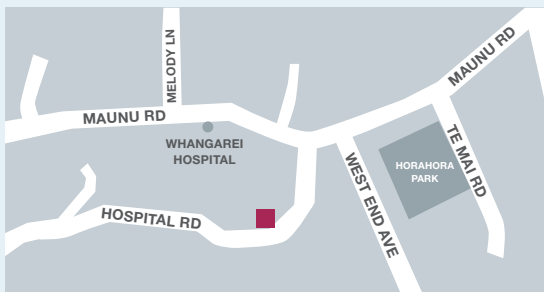 MELODY LN
MAUNU RD
MAUNU RD
WHANGAREI
HOSPITAL
HORAHORA
PARK
TE MAI RD
WEST END AVE
HOSPITAL RD